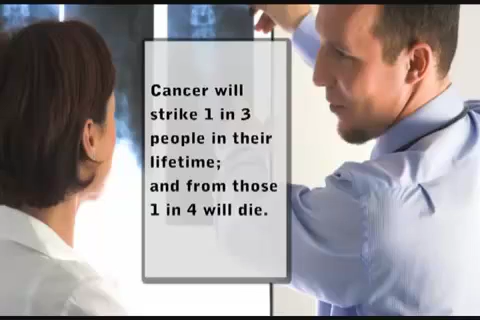 Cancer will
strike 1 in 3
people in their
lifetime;
and from those
1 in 4 will die.